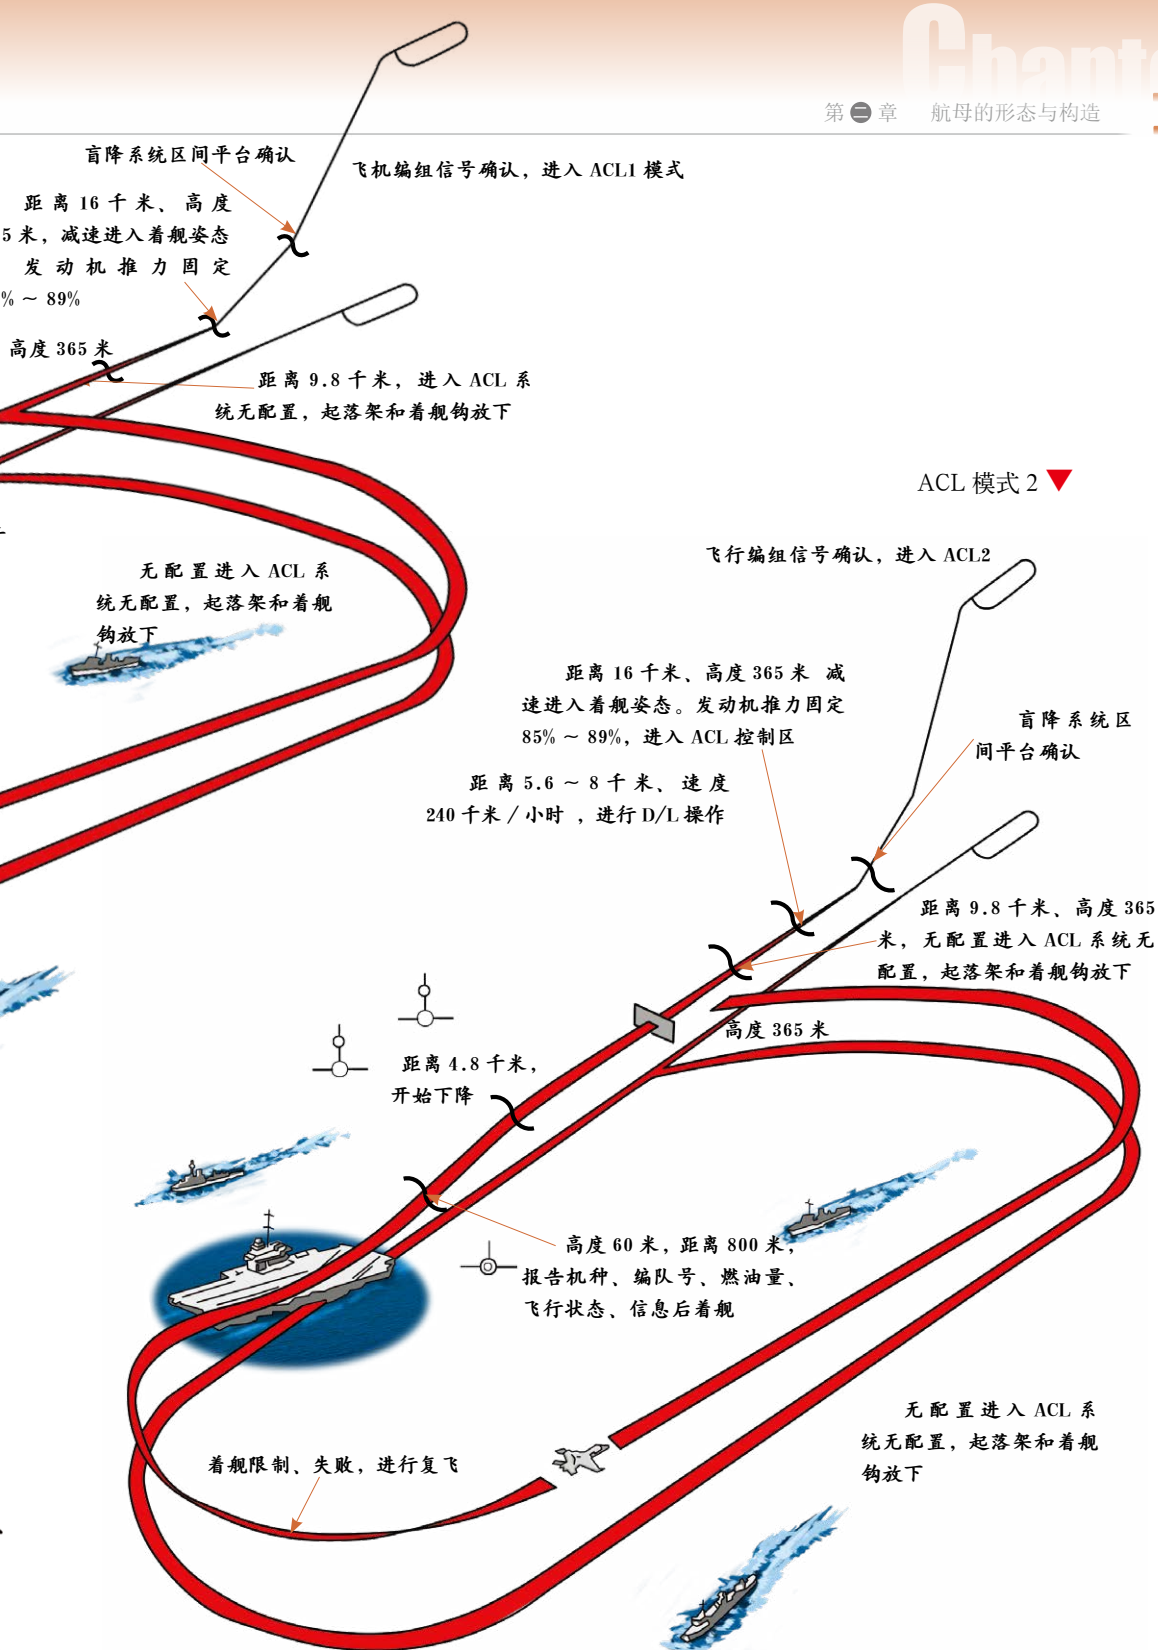 Chapt
第二章 航母的形态与构造
盲降系统区间平台确认
飞机编组信号确认，进入 ACL1 模式
距离 16 千米、高度
5 米，减速进入着舰姿态
发动机推力固定
% ～ 89%
高度 365 米
距离 9.8 千米，进入 ACL 系
统无配置，起落架和着舰钩放下
无配置进入 ACL 系
统无配置，起落架和着舰
钩放下
ACL 模式 2
飞行编组信号确认，进入 ACL2
距离 16 千米、高度 365 米 减
速进入着舰姿态。发动机推力固定
85% ～ 89%，进入 ACL 控制区
盲降系统区
间平台确认
距离 5.6 ～ 8 千米、速度
240 千米 / 小时 ，进行 D/L 操作
距离 9.8 千米、高度 365
米，无配置进入 ACL 系统无
配置，起落架和着舰钩放下
高度 365 米
距离 4.8 千米，
开始下降
高度 60 米，距离 800 米，
报告机种、编队号、燃油量、
飞行状态、信息后着舰
无配置进入 ACL 系
统无配置，起落架和着舰
钩放下
着舰限制、失败，进行复飞